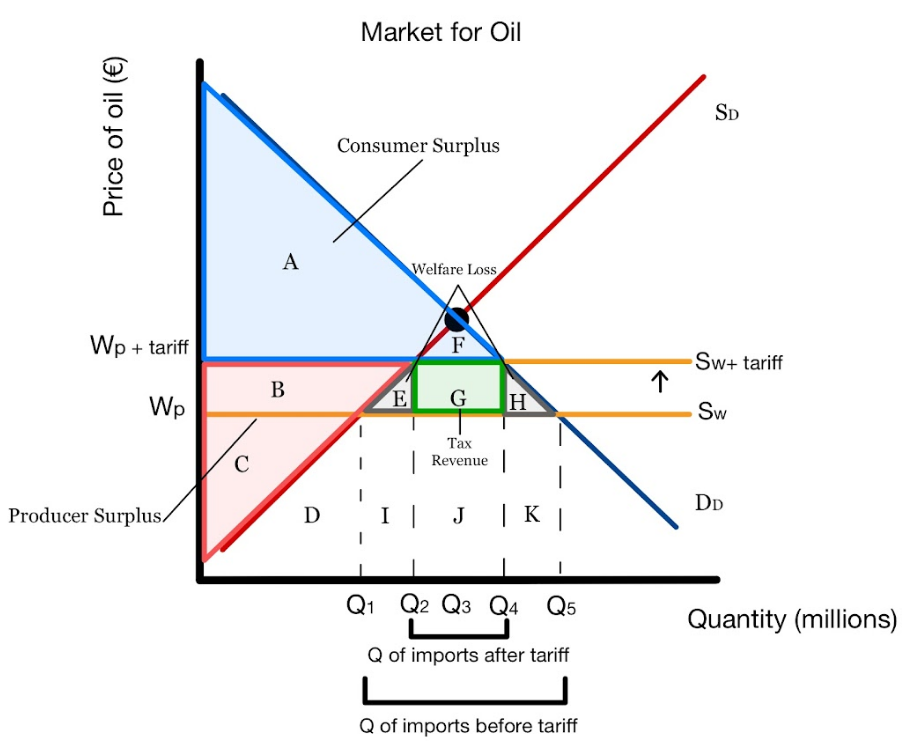 Market for Oil
Price of oil (€)
SD
Consumer Surplus
A
Welfare Loss
F
Wp + tariff
Sw+ tariff
B
E
G
H
Wp
Sw
Tax
Revenue
C
Producer Surplus
D
I
J
K
DD
Q1
Q2
Q3
Q4
Q5
Quantity (millions)
Q of imports after tariff
Q of imports before tariff